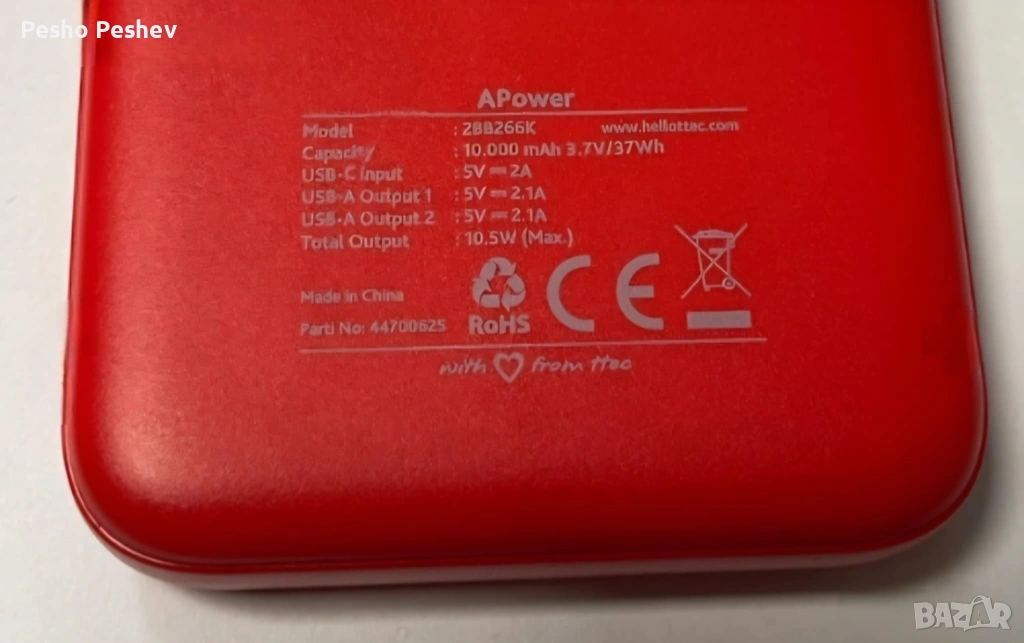 Pesho Peshev
APower
Model : 2BB266K www.hellottec.com
Capacity : 10.000 mAh 3.7V/37Wh
USB-C Input : 5V ⎓ 2A
USB-A Output 1 : 5V ⎓ 2.1A
USB-A Output 2 : 5V ⎓ 2.1A
Total Output : 10.5W (Max.)
Made in China
Parti No: 44700625
RoHS
CE
with ♡ from ttec
BAZAR